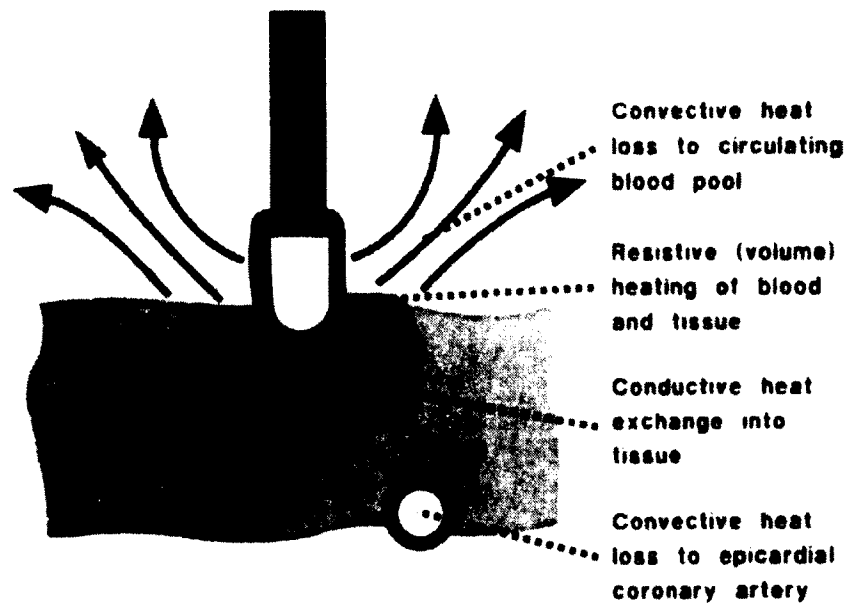 Convective heat
loss to circulating
blood pool
Resistive (volume)
heating of blood
and tissue
Conductive heat
exchange into
tissue
Convective heat
loss to epicardial
coronary artery